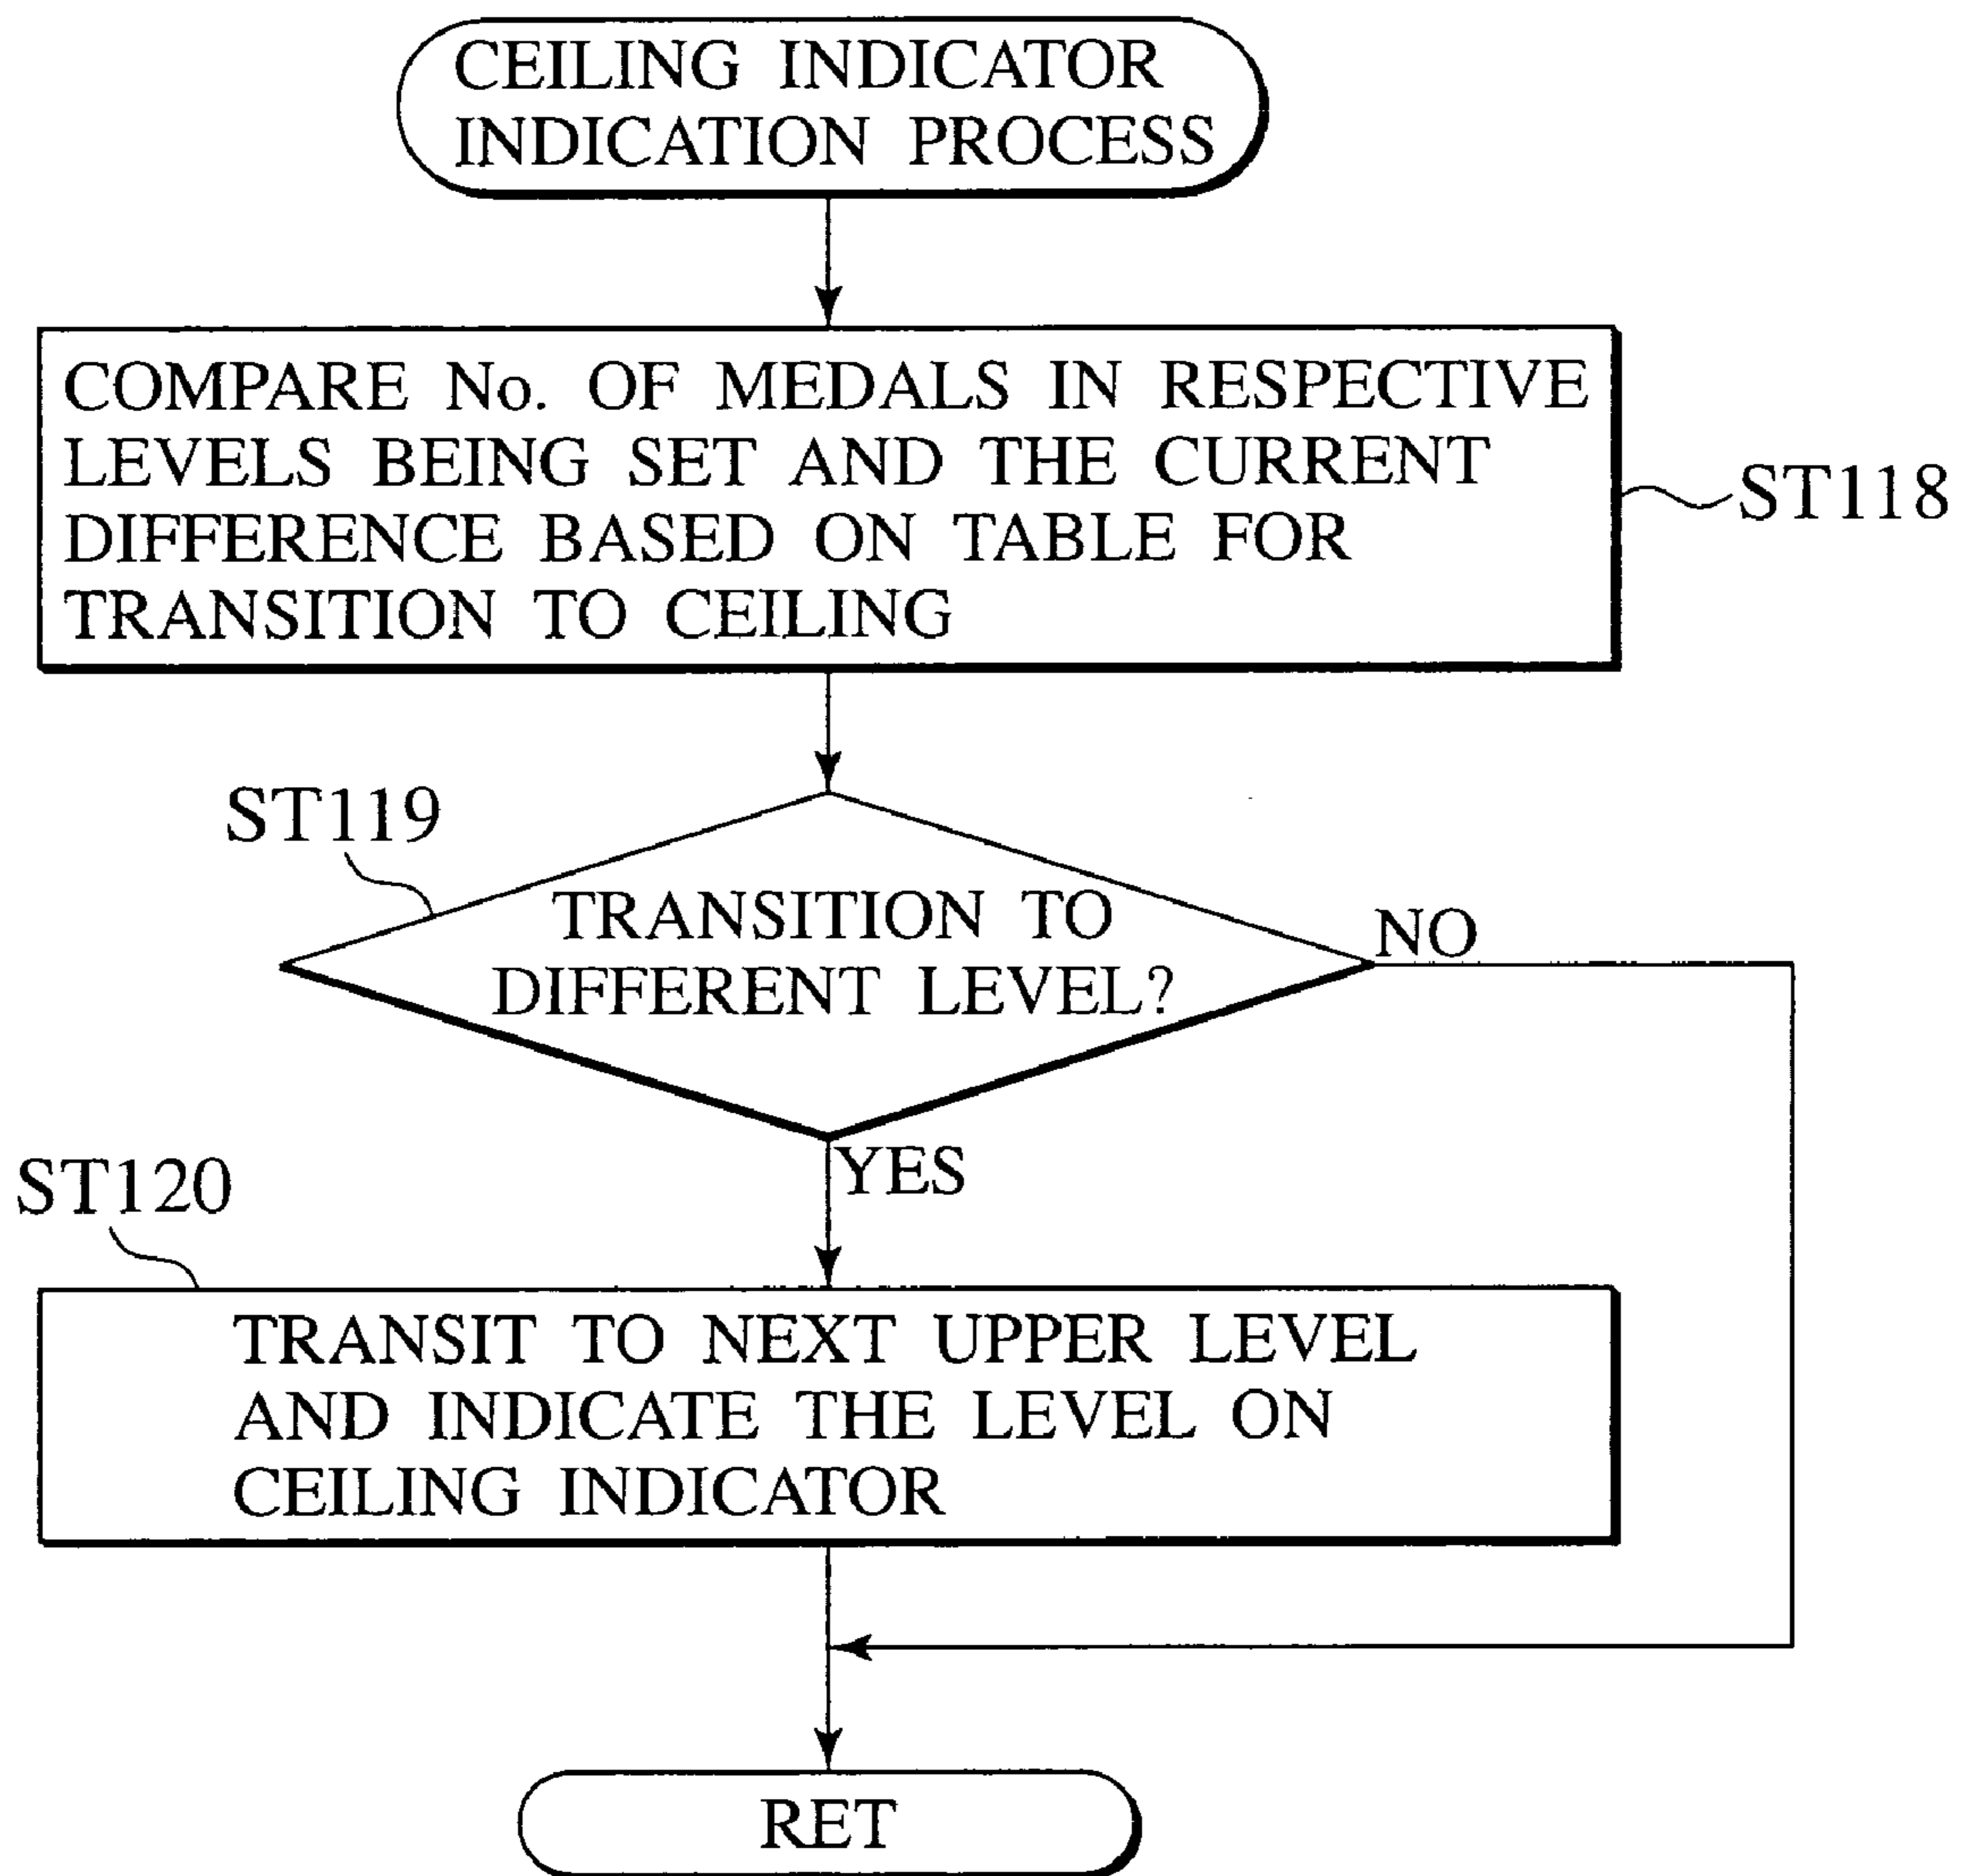 CEILING INDICATOR
INDICATION PROCESS
COMPARE No. OF MEDALS IN RESPECTIVE
LEVELS BEING SET AND THE CURRENT
DIFFERENCE BASED ON TABLE FOR
TRANSITION TO CEILING
ST118
ST119
TRANSITION TO
DIFFERENT LEVEL?
NO
YES
ST120
TRANSIT TO NEXT UPPER LEVEL
AND INDICATE THE LEVEL ON
CEILING INDICATOR
RET